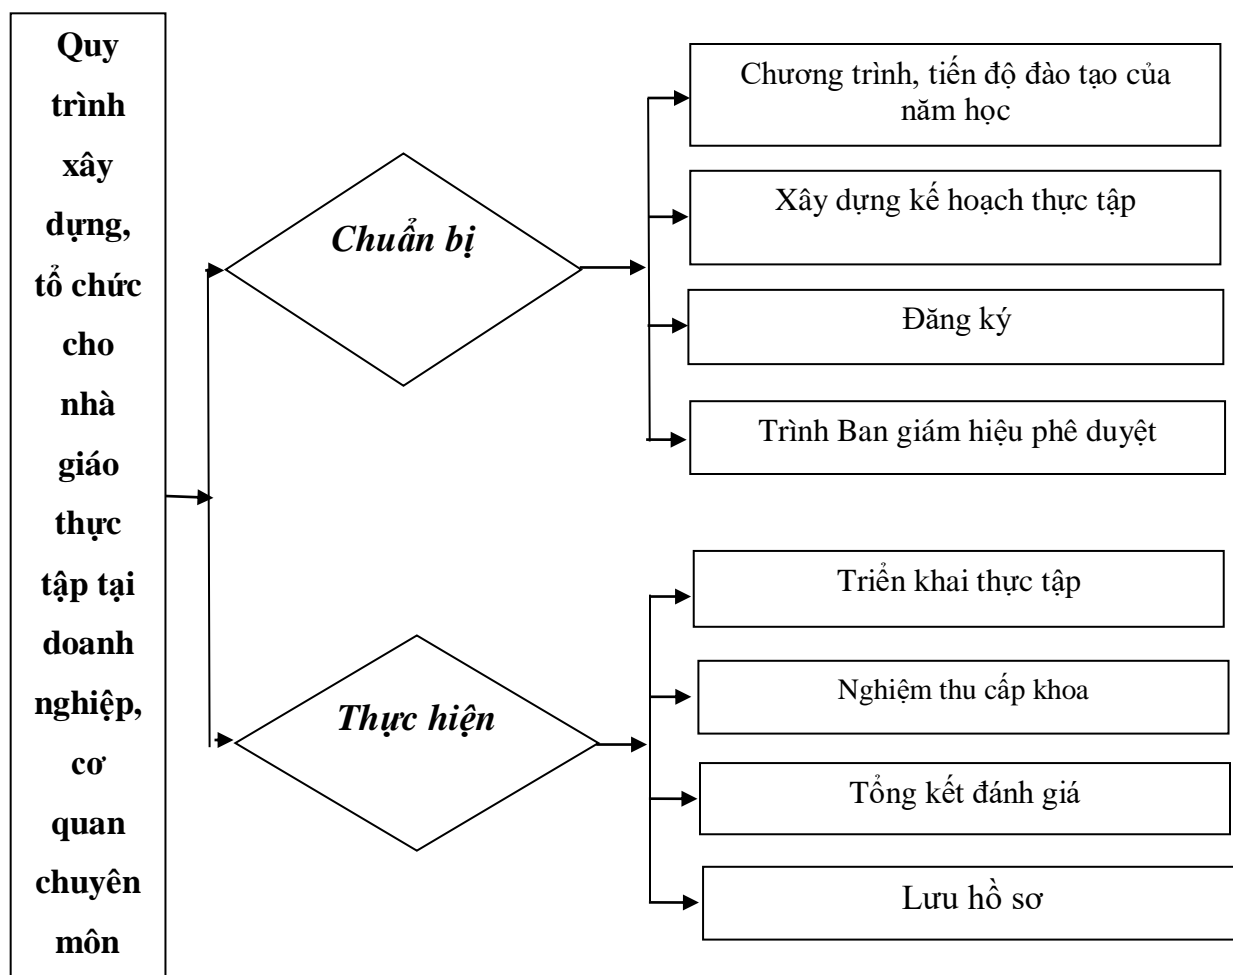 Quy
trình
xây
dựng,
tổ chức
cho
nhà
giáo
thực
tập tại
doanh
nghiệp,
cơ
quan
chuyên
môn
Chuẩn bị
Chương trình, tiến độ đào tạo của
năm học
Xây dựng kế hoạch thực tập
Đăng ký
Trình Ban giám hiệu phê duyệt
Thực hiện
Triển khai thực tập
Nghiệm thu cấp khoa
Tổng kết đánh giá
Lưu hồ sơ